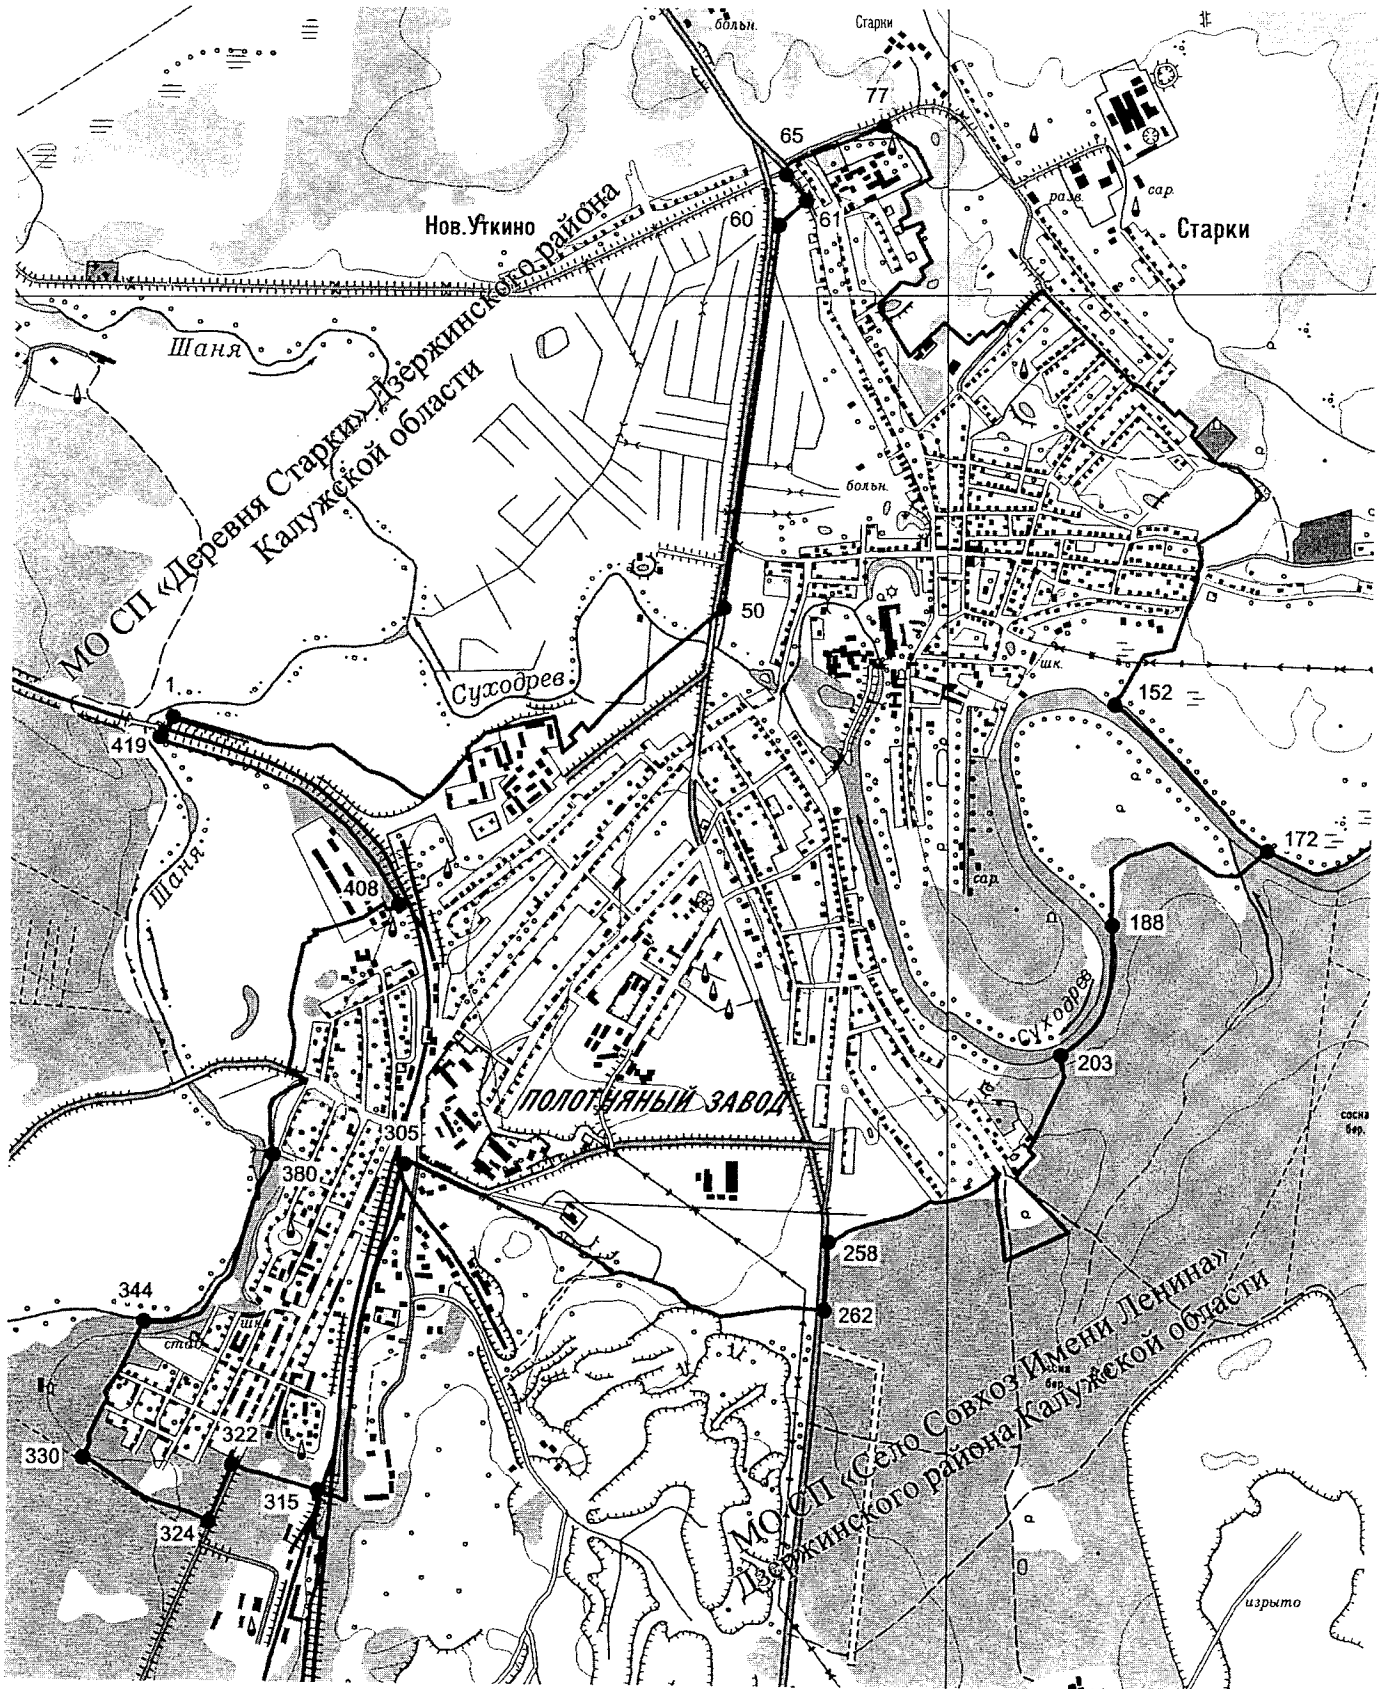 больн.
Старки
77
65
сар.
разв.
60
61
Нов. Уткино
Старки
Шаня
МО СП «Деревня Старки» Дзержинского района
Калужской области
больн.
50
Суходрев
шк.
1
152
419
172
Шаня
408
сар.
188
Суходрев
203
ПОЛОТНЯНЫЙ ЗАВОД
сосна
бер.
305
380
258
344
262
шк.
стад.
МО СП «Село Совхоз Имени Ленина»
Дзержинского района Калужской области
322
330
315
324
изрыто